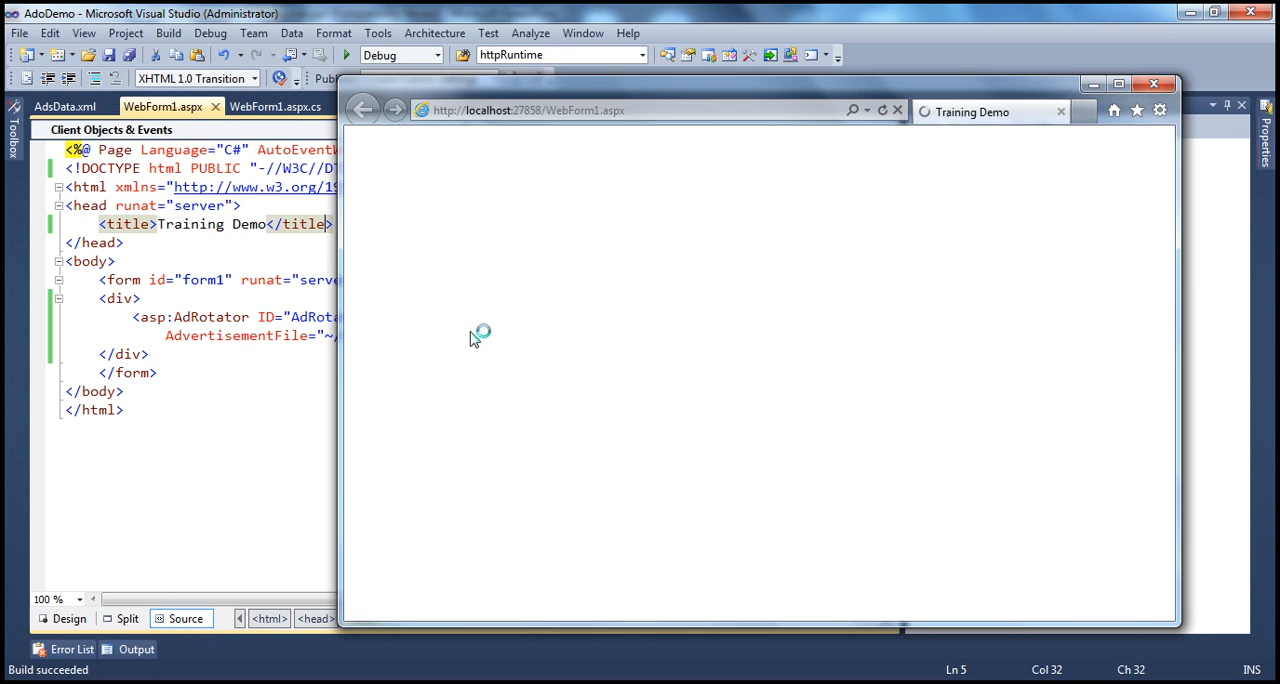 AdoDemo - Microsoft Visual Studio (Administrator)
File Edit View Project Build Debug Team Data Format Tools Architecture Test Analyze Window Help
Debug httpRuntime
XHTML 1.0 Transition
AdsData.xml WebForm1.aspx WebForm1.aspx.cs
http://localhost:27858/WebForm1.aspx Training Demo
Toolbox
Properties
Client Objects & Events
<%@ Page Language="C#"
<!DOCTYPE html PUBLIC
<html xmlns="http://www.w3.org/19
<head runat="server">
<title>Training Demo</title>
</head>
<body>
<form id="form1" runat="serve
<div>
<asp:AdRotator ID="AdRota
AdvertisementFile="~/
</div>
</form>
</body>
</html>
100 %
Design Split Source <html> <head>
Error List Output
Build succeeded Ln 5 Col 32 Ch 32 INS